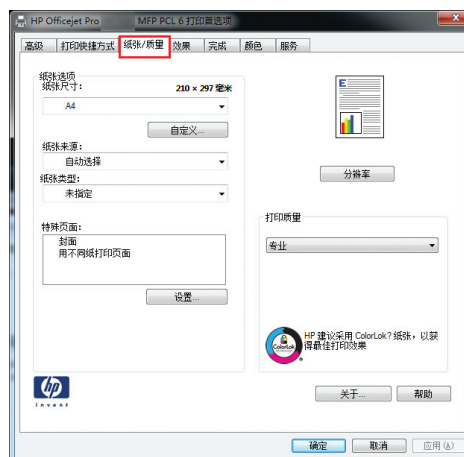 HP Officejet Pro MFP PCL 6 打印首选项
高级 打印快捷方式 纸张/质量 效果 完成 颜色 服务
纸张选项
纸张尺寸: 210 × 297 毫米
A4
自定义...
纸张来源:
自动选择
纸张类型:
未指定
特殊页面:
封面
用不同纸打印页面
设置...
E
分辨率
打印质量
专业
ColorLok
HP 建议采用 ColorLok? 纸张，以获
得最佳打印效果
hp
invent
关于... 帮助
确定 取消 应用(A)